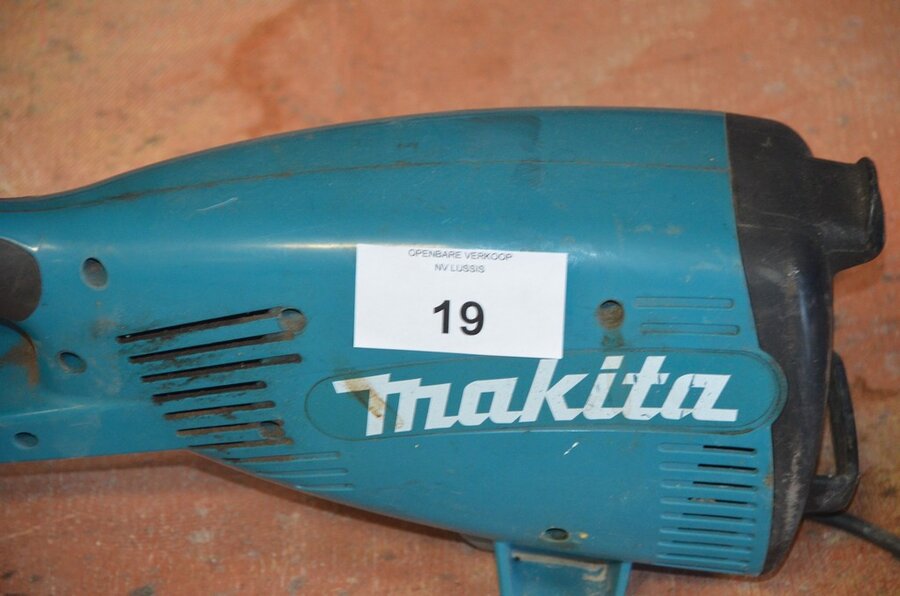 OPENBARE VERKOOP
NV LUSSIS
19
makita